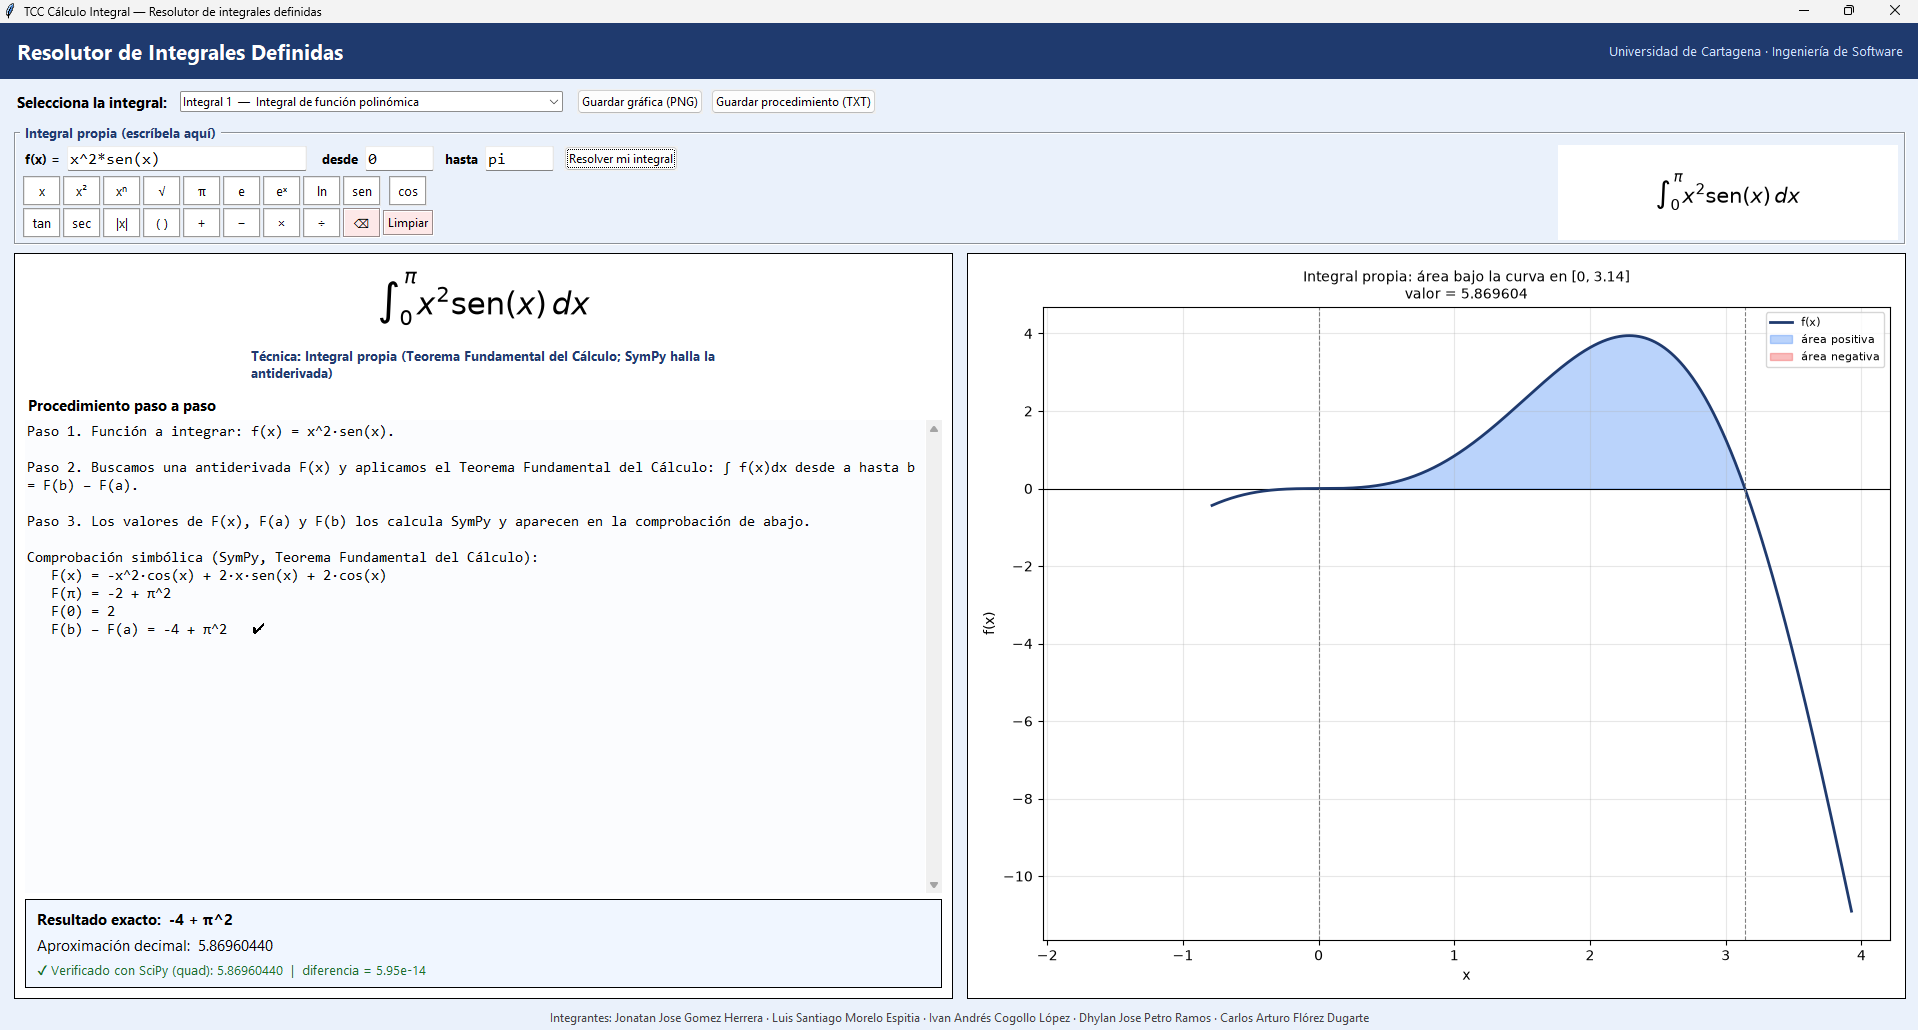 TCC Cálculo Integral — Resolutor de integrales definidas
Resolutor de Integrales Definidas
Universidad de Cartagena · Ingeniería de Software
Selecciona la integral: Integral 1 — Integral de función polinómica Guardar gráfica (PNG) Guardar procedimiento (TXT)
Integral propia (escríbela aquí)
f(x) = x^2*sen(x) desde 0 hasta pi Resolver mi integral
x x² xⁿ √ π e eˣ ln sen cos
tan sec |x| ( ) + − × ÷ ⌫ Limpiar
∫₀^π x² sen(x) dx
∫₀^π x² sen(x) dx
Técnica: Integral propia (Teorema Fundamental del Cálculo; SymPy halla la
antiderivada)
Procedimiento paso a paso
Paso 1. Función a integrar: f(x) = x^2·sen(x).
Paso 2. Buscamos una antiderivada F(x) y aplicamos el Teorema Fundamental del Cálculo: ∫ f(x)dx desde a hasta b
= F(b) − F(a).
Paso 3. Los valores de F(x), F(a) y F(b) los calcula SymPy y aparecen en la comprobación de abajo.
Comprobación simbólica (SymPy, Teorema Fundamental del Cálculo):
F(x) = -x^2·cos(x) + 2·x·sen(x) + 2·cos(x)
F(π) = -2 + π^2
F(0) = 2
F(b) − F(a) = -4 + π^2 ✔
Resultado exacto: -4 + π^2
Aproximación decimal: 5.86960440
✓ Verificado con SciPy (quad): 5.86960440 | diferencia = 5.95e-14
Integral propia: área bajo la curva en [0, 3.14]
valor = 5.869604
f(x)
área positiva
área negativa
4
2
0
−2
−4
−6
−8
−10
f(x)
−2 −1 0 1 2 3 4
x
Integrantes: Jonatan Jose Gomez Herrera · Luis Santiago Morelo Espitia · Ivan Andrés Cogollo López · Dhylan Jose Petro Ramos · Carlos Arturo Flórez Dugarte